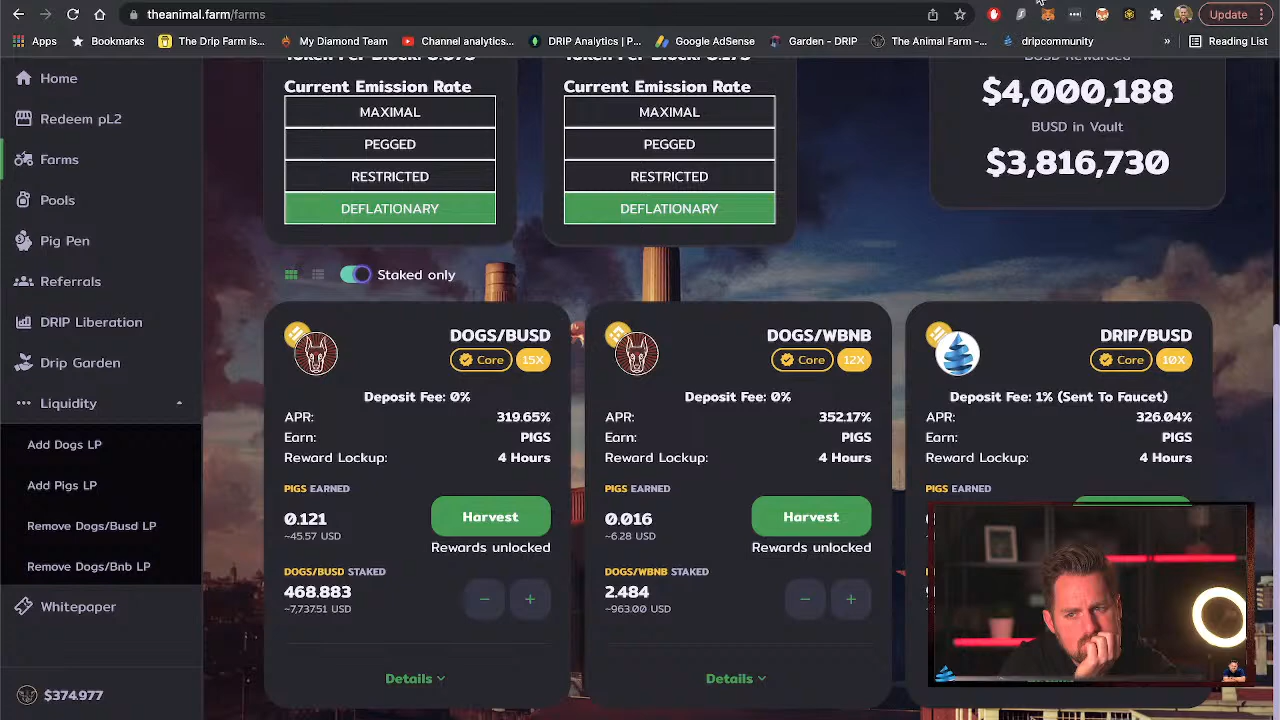 theanimal.farm/farms
Update
Apps
Bookmarks
The Drip Farm is...
My Diamond Team
Channel analytics...
DRIP Analytics | P...
Google AdSense
Garden - DRIP
The Animal Farm -...
dripcommunity
»
Reading List
Home
Redeem pL2
Farms
Pools
Pig Pen
Referrals
DRIP Liberation
Drip Garden
Liquidity
Add Dogs LP
Add Pigs LP
Remove Dogs/Busd LP
Remove Dogs/Bnb LP
Whitepaper
$374.977
Current Emission Rate
MAXIMAL
PEGGED
RESTRICTED
DEFLATIONARY
Current Emission Rate
MAXIMAL
PEGGED
RESTRICTED
DEFLATIONARY
BUSD Rewarded
$4,000,188
BUSD in Vault
$3,816,730
Staked only
DOGS/BUSD
Core 15X
Deposit Fee: 0%
APR: 319.65%
Earn: PIGS
Reward Lockup: 4 Hours
PIGS EARNED
0.121
~45.57 USD
Harvest
Rewards unlocked
DOGS/BUSD STAKED
468.883
~7,737.51 USD
Details
DOGS/WBNB
Core 12X
Deposit Fee: 0%
APR: 352.17%
Earn: PIGS
Reward Lockup: 4 Hours
PIGS EARNED
0.016
~6.28 USD
Harvest
Rewards unlocked
DOGS/WBNB STAKED
2.484
~963.00 USD
Details
DRIP/BUSD
Core 10X
Deposit Fee: 1% (Sent To Faucet)
APR: 326.04%
Earn: PIGS
Reward Lockup: 4 Hours
PIGS EARNED